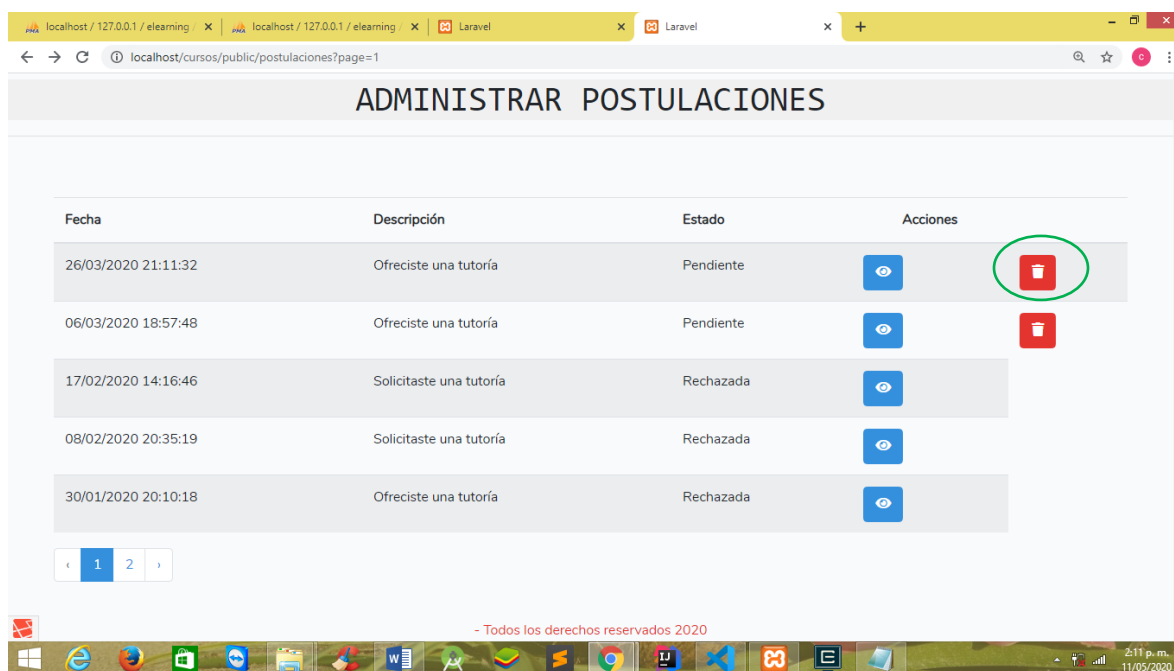 localhost / 127.0.0.1 / elearning / localhost / 127.0.0.1 / elearning / Laravel Laravel
localhost/cursos/public/postulaciones?page=1 c
ADMINISTRAR POSTULACIONES
Fecha Descripción Estado Acciones
26/03/2020 21:11:32 Ofreciste una tutoría Pendiente
06/03/2020 18:57:48 Ofreciste una tutoría Pendiente
17/02/2020 14:16:46 Solicitaste una tutoría Rechazada
08/02/2020 20:35:19 Solicitaste una tutoría Rechazada
30/01/2020 20:10:18 Ofreciste una tutoría Rechazada
‹ 1 2 ›
- Todos los derechos reservados 2020
2:11 p. m.